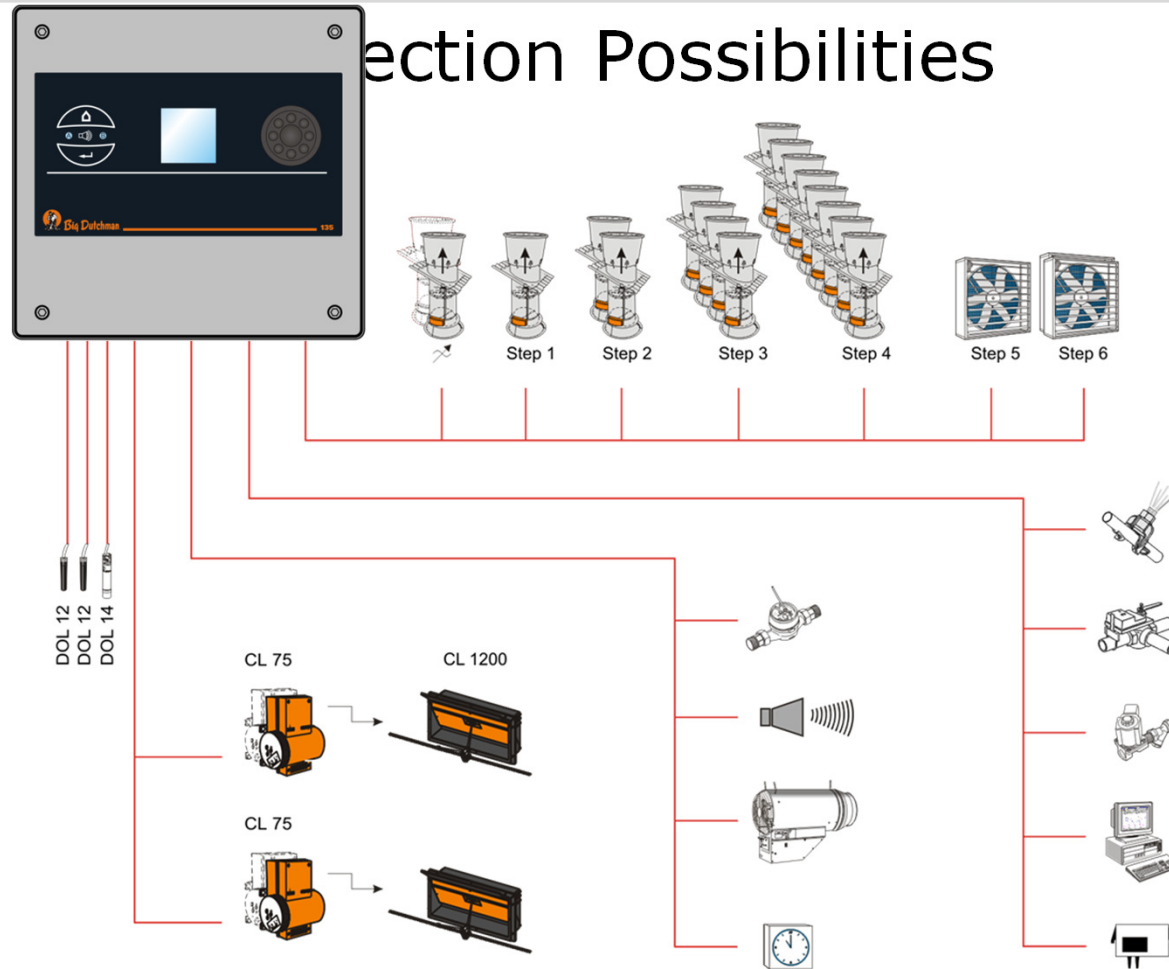 ection Possibilities
Big Dutchman
135
Step 1
Step 2
Step 3
Step 4
Step 5
Step 6
DOL 12
DOL 12
DOL 14
CL 75
CL 1200
CL 75